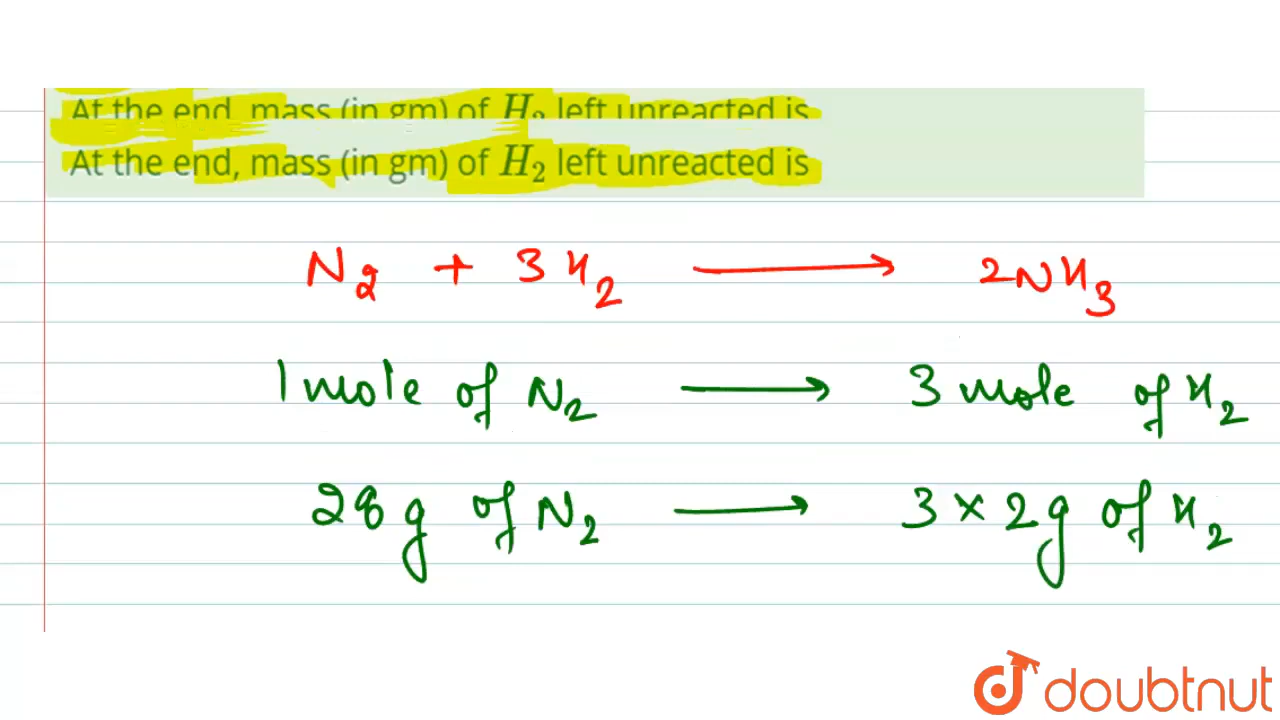 At the end, mass (in gm) of H₂ left unreacted is
At the end, mass (in gm) of H₂ left unreacted is
N₂ + 3H₂ ⟶ 2NH₃
1 mole of N₂ ⟶ 3 mole of H₂
28 g of N₂ ⟶ 3 × 2g of H₂
doubtnut